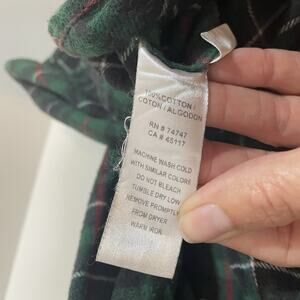 100% COTTON /
COTON / ALGODON
RN # 74747
CA # 45117
MACHINE WASH COLD
WITH SIMILAR COLORS
DO NOT BLEACH
TUMBLE DRY LOW
REMOVE PROMPTLY
FROM DRYER
WARM IRON